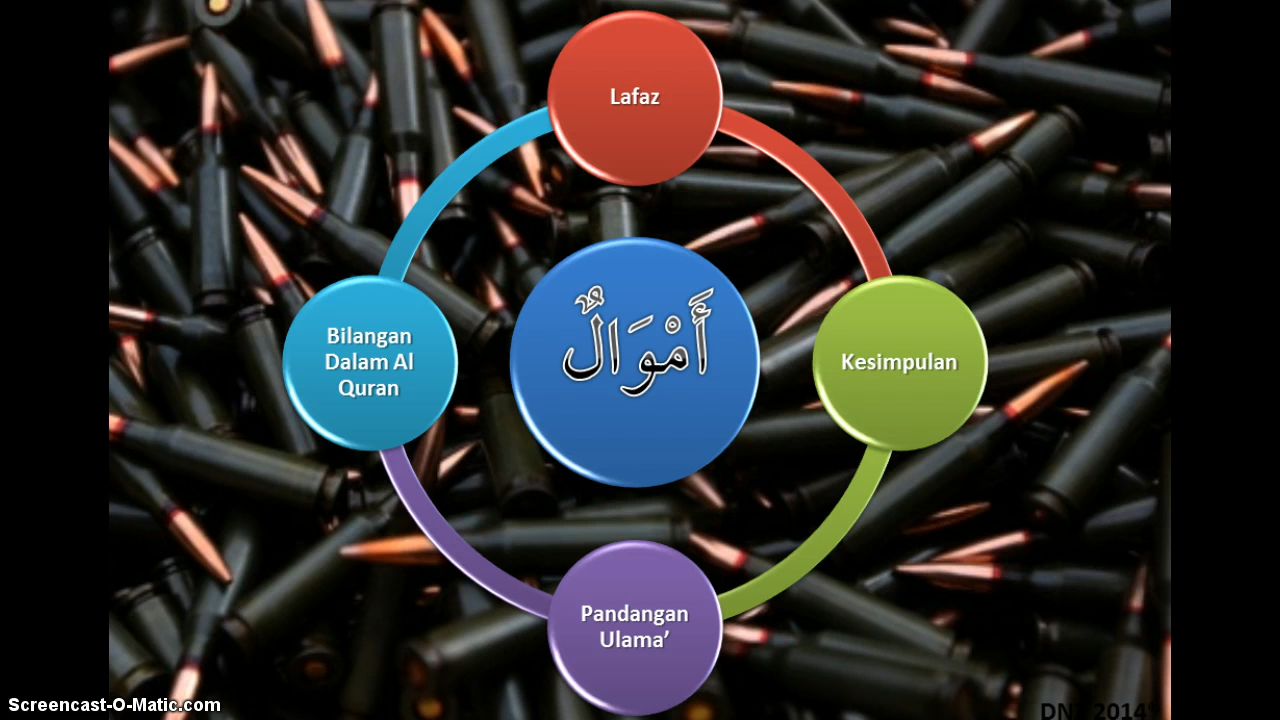 Lafaz
أَمْوَالٌ
Bilangan
Dalam Al
Quran
Kesimpulan
Pandangan
Ulama’
Screencast-O-Matic.com